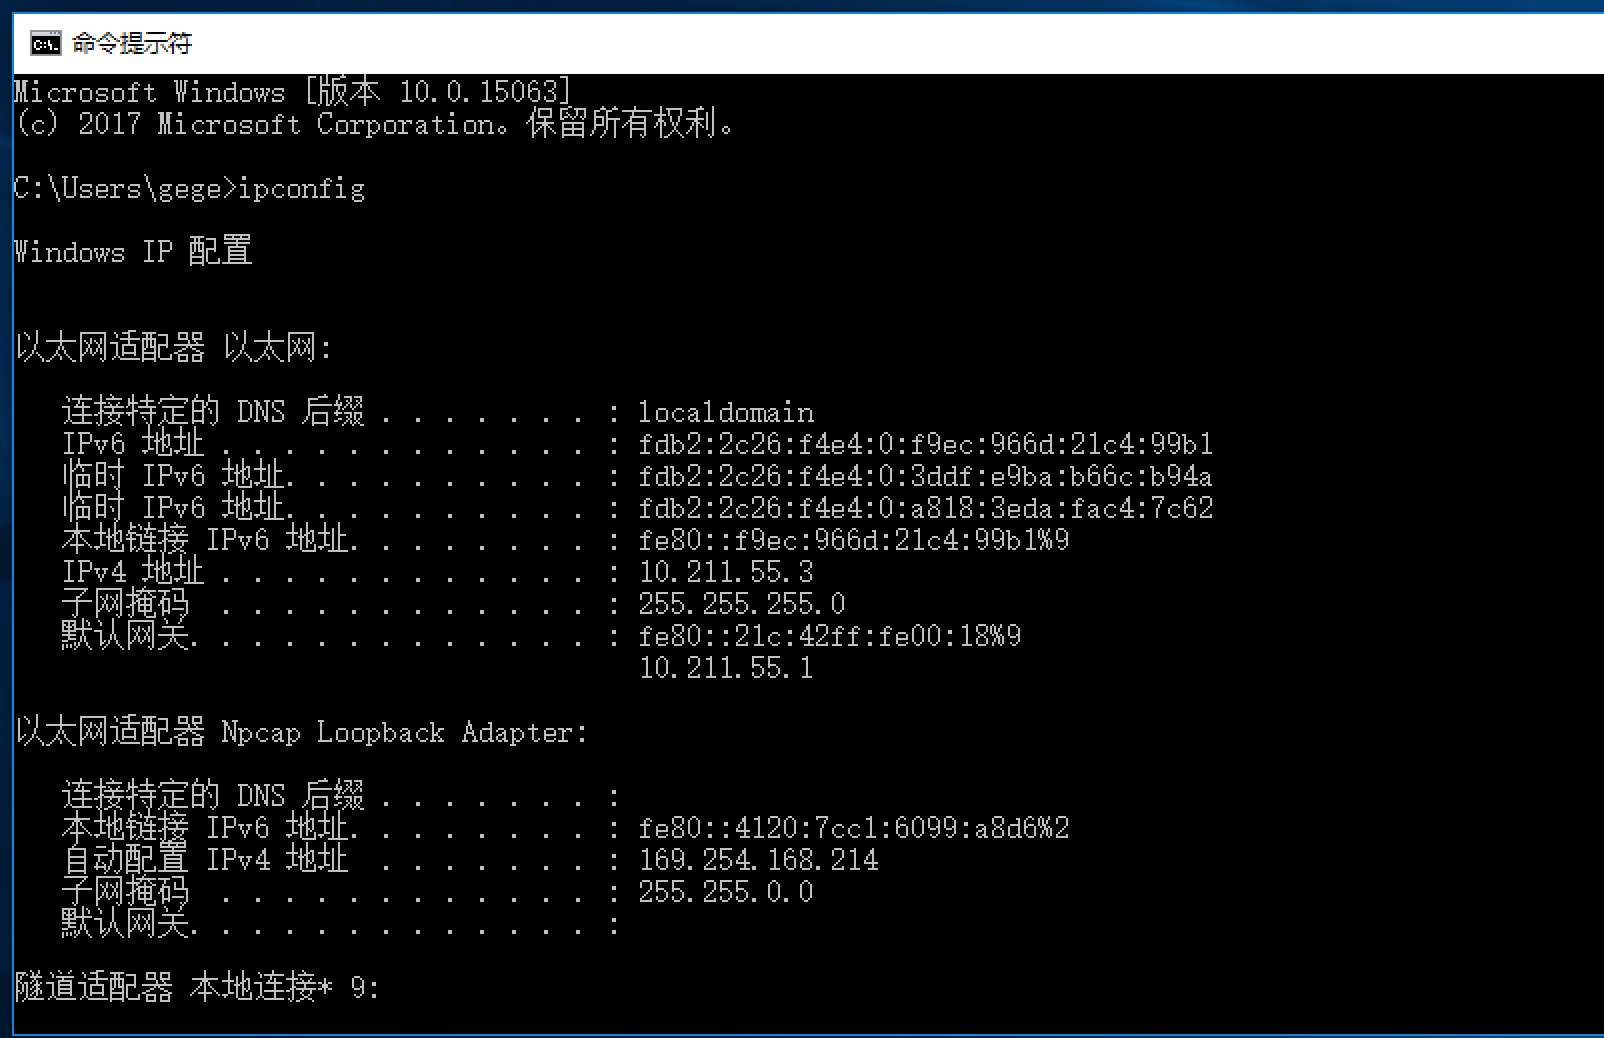 命令提示符
Microsoft Windows [版本 10.0.15063]
(c) 2017 Microsoft Corporation。保留所有权利。
C:\Users\gege>ipconfig
Windows IP 配置
以太网适配器 以太网:
连接特定的 DNS 后缀 . . . . . . . : localdomain
IPv6 地址 . . . . . . . . . . . . : fdb2:2c26:f4e4:0:f9ec:966d:21c4:99b1
临时 IPv6 地址. . . . . . . . . . : fdb2:2c26:f4e4:0:3ddf:e9ba:b66c:b94a
临时 IPv6 地址. . . . . . . . . . : fdb2:2c26:f4e4:0:a818:3eda:fac4:7c62
本地链接 IPv6 地址. . . . . . . . : fe80::f9ec:966d:21c4:99b1%9
IPv4 地址 . . . . . . . . . . . . : 10.211.55.3
子网掩码  . . . . . . . . . . . . : 255.255.255.0
默认网关. . . . . . . . . . . . . : fe80::21c:42ff:fe00:18%9
10.211.55.1
以太网适配器 Npcap Loopback Adapter:
连接特定的 DNS 后缀 . . . . . . . :
本地链接 IPv6 地址. . . . . . . . : fe80::4120:7cc1:6099:a8d6%2
自动配置 IPv4 地址  . . . . . . . : 169.254.168.214
子网掩码  . . . . . . . . . . . . : 255.255.0.0
默认网关. . . . . . . . . . . . . :
隧道适配器 本地连接* 9: